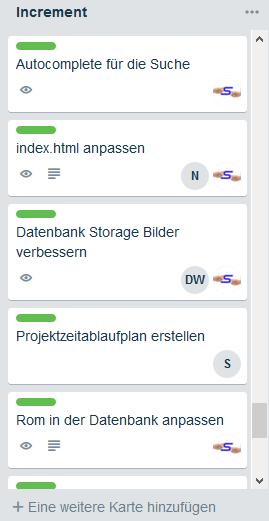 Increment
Autocomplete für die Suche
S
index.html anpassen
N
S
Datenbank Storage Bilder
verbessern
DW
S
Projektzeitablaufplan erstellen
S
Rom in der Datenbank anpassen
S
+ Eine weitere Karte hinzufügen